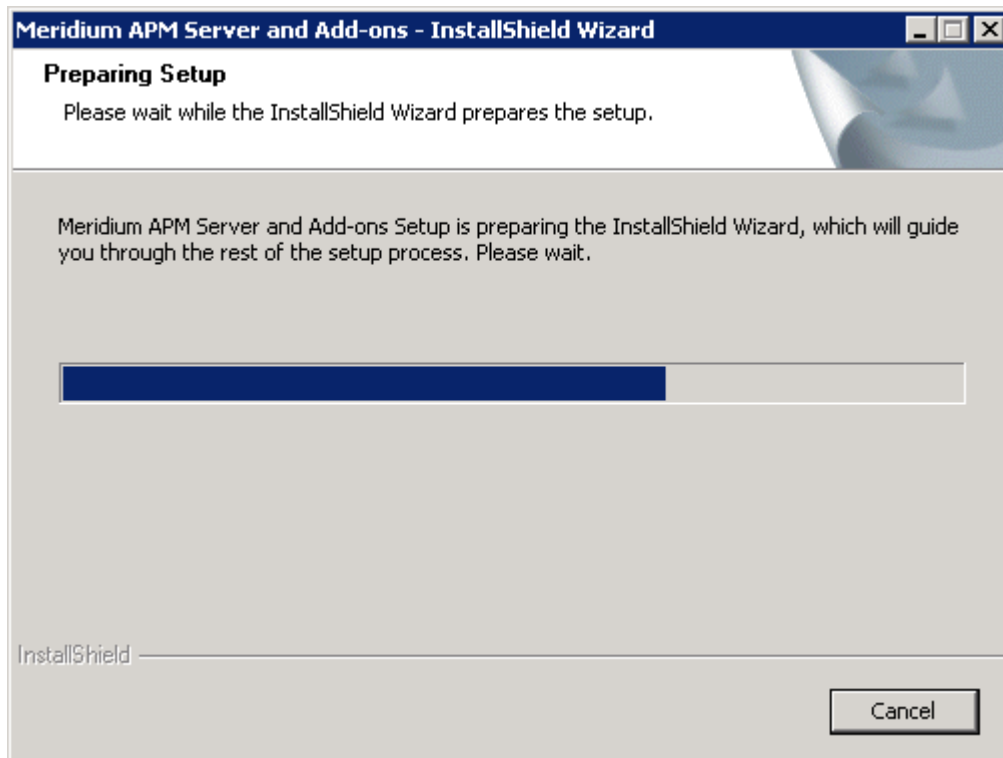 Meridium APM Server and Add-ons - InstallShield Wizard
Preparing Setup
Please wait while the InstallShield Wizard prepares the setup.
Meridium APM Server and Add-ons Setup is preparing the InstallShield Wizard, which will guide
you through the rest of the setup process. Please wait.
InstallShield
Cancel